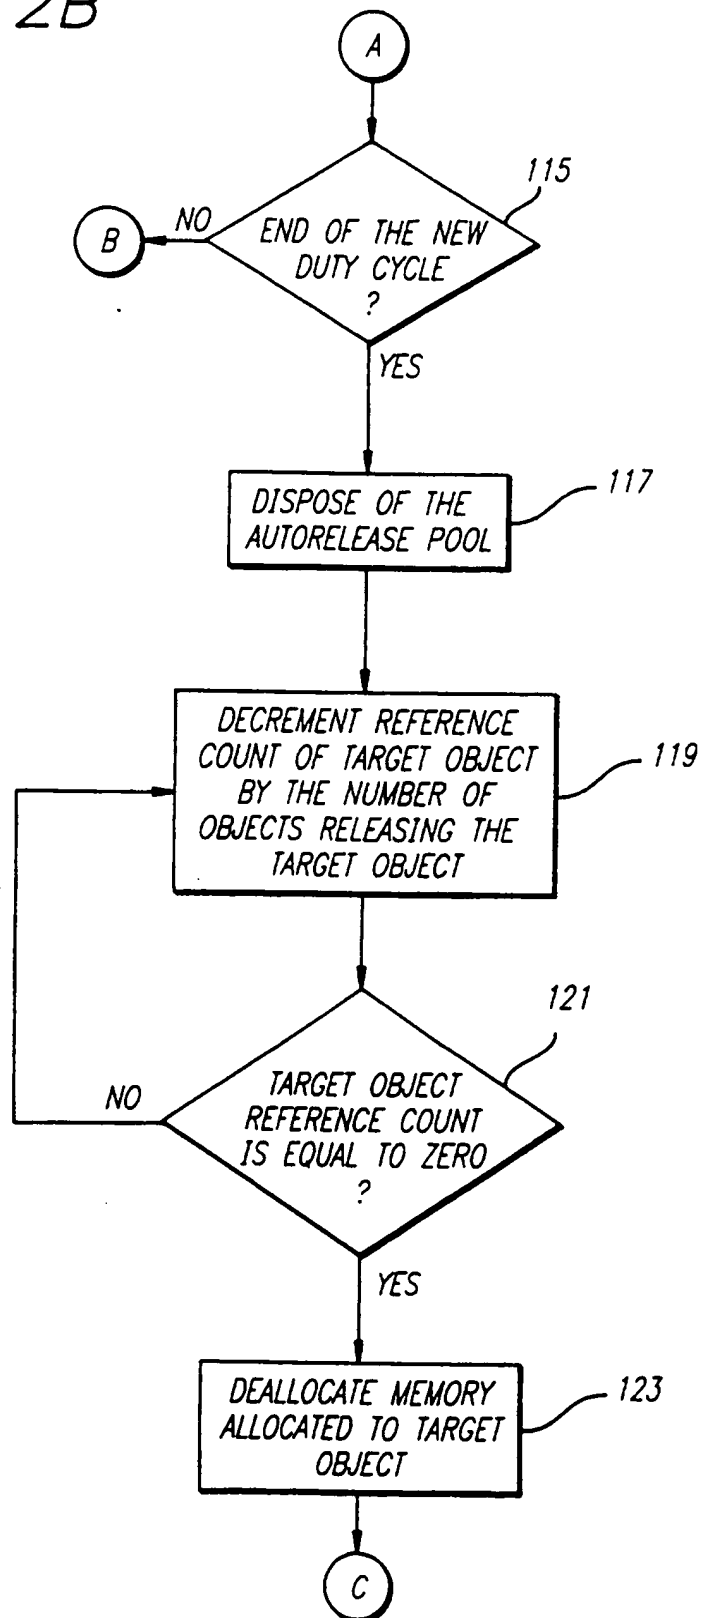 2B
A
115
NO
B
END OF THE NEW
DUTY CYCLE
?
YES
117
DISPOSE OF THE
AUTORELEASE POOL
DECREMENT REFERENCE
COUNT OF TARGET OBJECT
BY THE NUMBER OF
OBJECTS RELEASING THE
TARGET OBJECT
119
121
NO
TARGET OBJECT
REFERENCE COUNT
IS EQUAL TO ZERO
?
YES
DEALLOCATE MEMORY
ALLOCATED TO TARGET
OBJECT
123
C